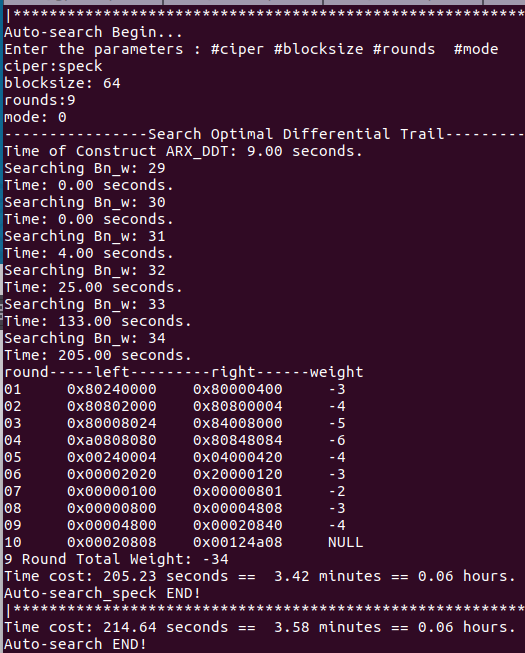 |************************************************************
Auto-search Begin...
Enter the parameters : #ciper #blocksize #rounds  #mode
ciper:speck
blocksize: 64
rounds:9
mode: 0
----------------Search Optimal Differential Trail---------
Time of Construct ARX_DDT: 9.00 seconds.
Searching Bn_w: 29
Time: 0.00 seconds.
Searching Bn_w: 30
Time: 0.00 seconds.
Searching Bn_w: 31
Time: 4.00 seconds.
Searching Bn_w: 32
Time: 25.00 seconds.
Searching Bn_w: 33
Time: 133.00 seconds.
Searching Bn_w: 34
Time: 205.00 seconds.
round-----left---------right------weight
01     0x80240000    0x80000400     -3
02     0x80802000    0x80800004     -4
03     0x80008024    0x84008000     -5
04     0xa0808080    0x80848084     -6
05     0x00240004    0x04000420     -4
06     0x00002020    0x20000120     -3
07     0x00000100    0x00000801     -2
08     0x00000800    0x00004808     -3
09     0x00004800    0x00020840     -4
10     0x00020808    0x00124a08     NULL
9 Round Total Weight: -34
Time cost: 205.23 seconds ==  3.42 minutes == 0.06 hours.
Auto-search_speck END!
|************************************************************
Time cost: 214.64 seconds ==  3.58 minutes == 0.06 hours.
Auto-search END!